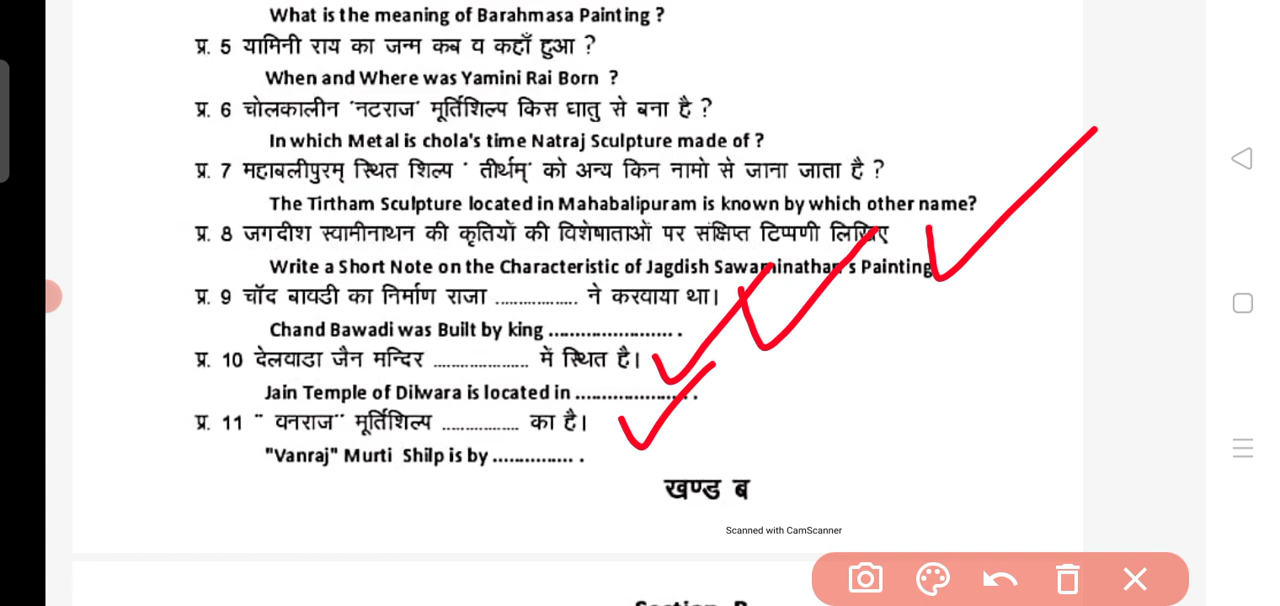 What is the meaning of Barahmasa Painting ?
प्र. 5 यामिनी राय का जन्म कब व कहाँ हुआ ?
When and Where was Yamini Rai Born ?
प्र. 6 चोलकालीन 'नटराज' मूर्तिशिल्प किस धातु से बना है ?
In which Metal is chola's time Natraj Sculpture made of ?
प्र. 7 महाबलीपुरम् स्थित शिल्प ' तीर्थम्' को अन्य किन नामो से जाना जाता है ?
The Tirtham Sculpture located in Mahabalipuram is known by which other name?
प्र. 8 जगदीश स्वामीनाथन की कृतियों की विशेषाताओं पर संक्षिप्त टिप्पणी लिखिए
Write a Short Note on the Characteristic of Jagdish Sawaminathan's Painting
प्र. 9 चॉद बावडी का निर्माण राजा .................. ने करवाया था।
Chand Bawadi was Built by king ....................... .
प्र. 10 देलवाडा जैन मन्दिर ..................... में स्थित है।
Jain Temple of Dilwara is located in ..................... .
प्र. 11 " वनराज" मूर्तिशिल्प ................ का है।
"Vanraj" Murti Shilp is by ............... .
खण्ड ब
Scanned with CamScanner